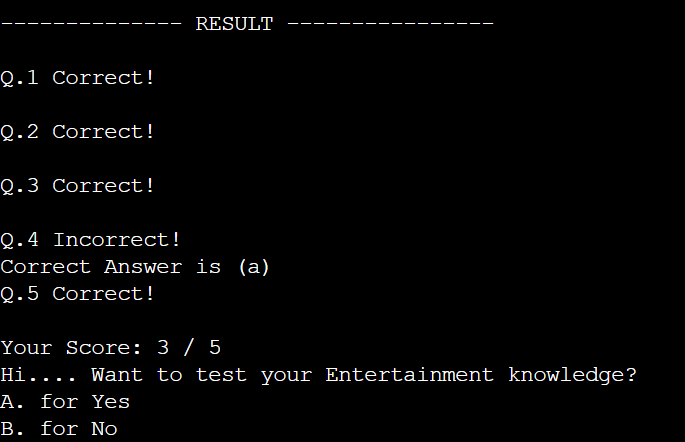 -------------- RESULT ----------------
Q.1 Correct!
Q.2 Correct!
Q.3 Correct!
Q.4 Incorrect!
Correct Answer is (a)
Q.5 Correct!
Your Score: 3 / 5
Hi.... Want to test your Entertainment knowledge?
A. for Yes
B. for No